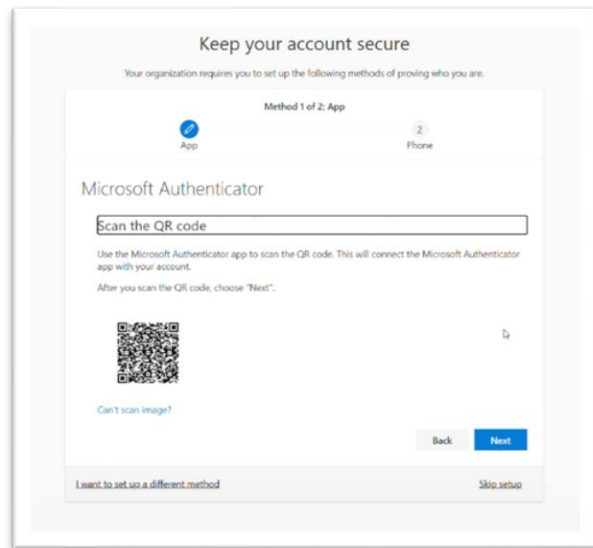 Keep your account secure
Your organization requires you to set up the following methods of proving who you are.
Method 1 of 2: App
App
2
Phone
Microsoft Authenticator
Scan the QR code
Use the Microsoft Authenticator app to scan the QR code. This will connect the Microsoft Authenticator
app with your account.
After you scan the QR code, choose "Next".
Can't scan image?
Back Next
I want to set up a different method Skip setup